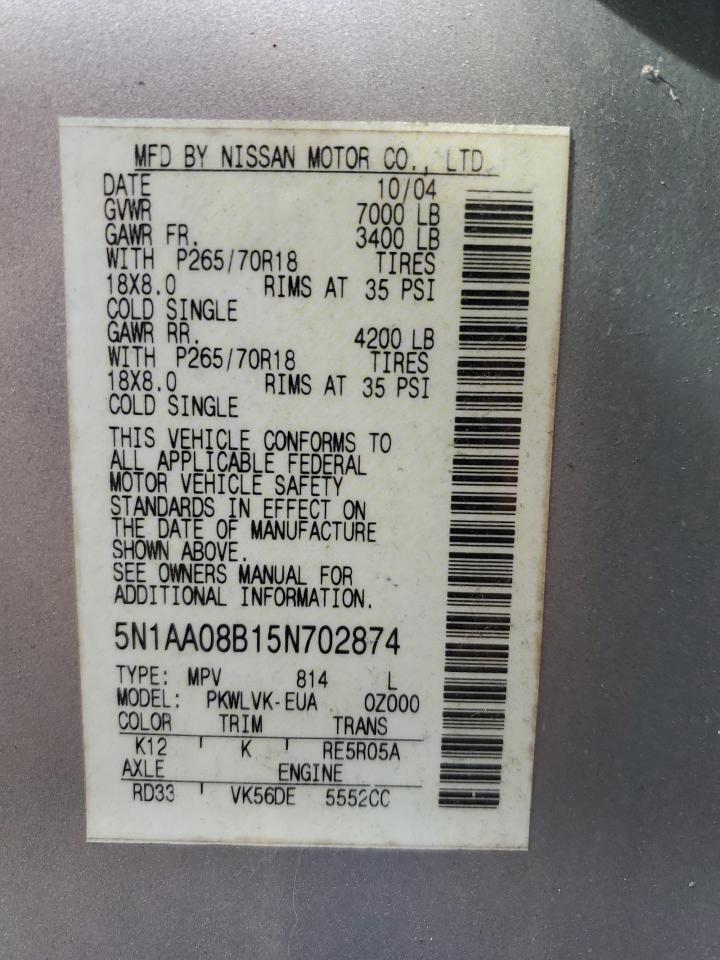 MFD BY NISSAN MOTOR CO., LTD.
DATE 10/04
GVWR 7000 LB
GAWR FR. 3400 LB
WITH P265/70R18 TIRES
18X8.0 RIMS AT 35 PSI
COLD SINGLE
GAWR RR. 4200 LB
WITH P265/70R18 TIRES
18X8.0 RIMS AT 35 PSI
COLD SINGLE
THIS VEHICLE CONFORMS TO
ALL APPLICABLE FEDERAL
MOTOR VEHICLE SAFETY
STANDARDS IN EFFECT ON
THE DATE OF MANUFACTURE
SHOWN ABOVE.
SEE OWNERS MANUAL FOR
ADDITIONAL INFORMATION.
5N1AA08B15N702874
TYPE: MPV 814 L
MODEL: PKWLVK-EUA 0Z000
COLOR TRIM TRANS
K12 K RE5R05A
AXLE ENGINE
RD33 VK56DE 5552CC